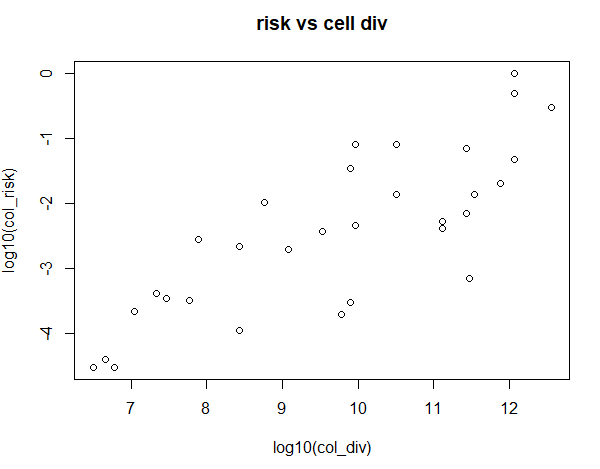 risk vs cell div
0
-1
-2
-3
-4
log10(col_risk)
7 8 9 10 11 12
log10(col_div)